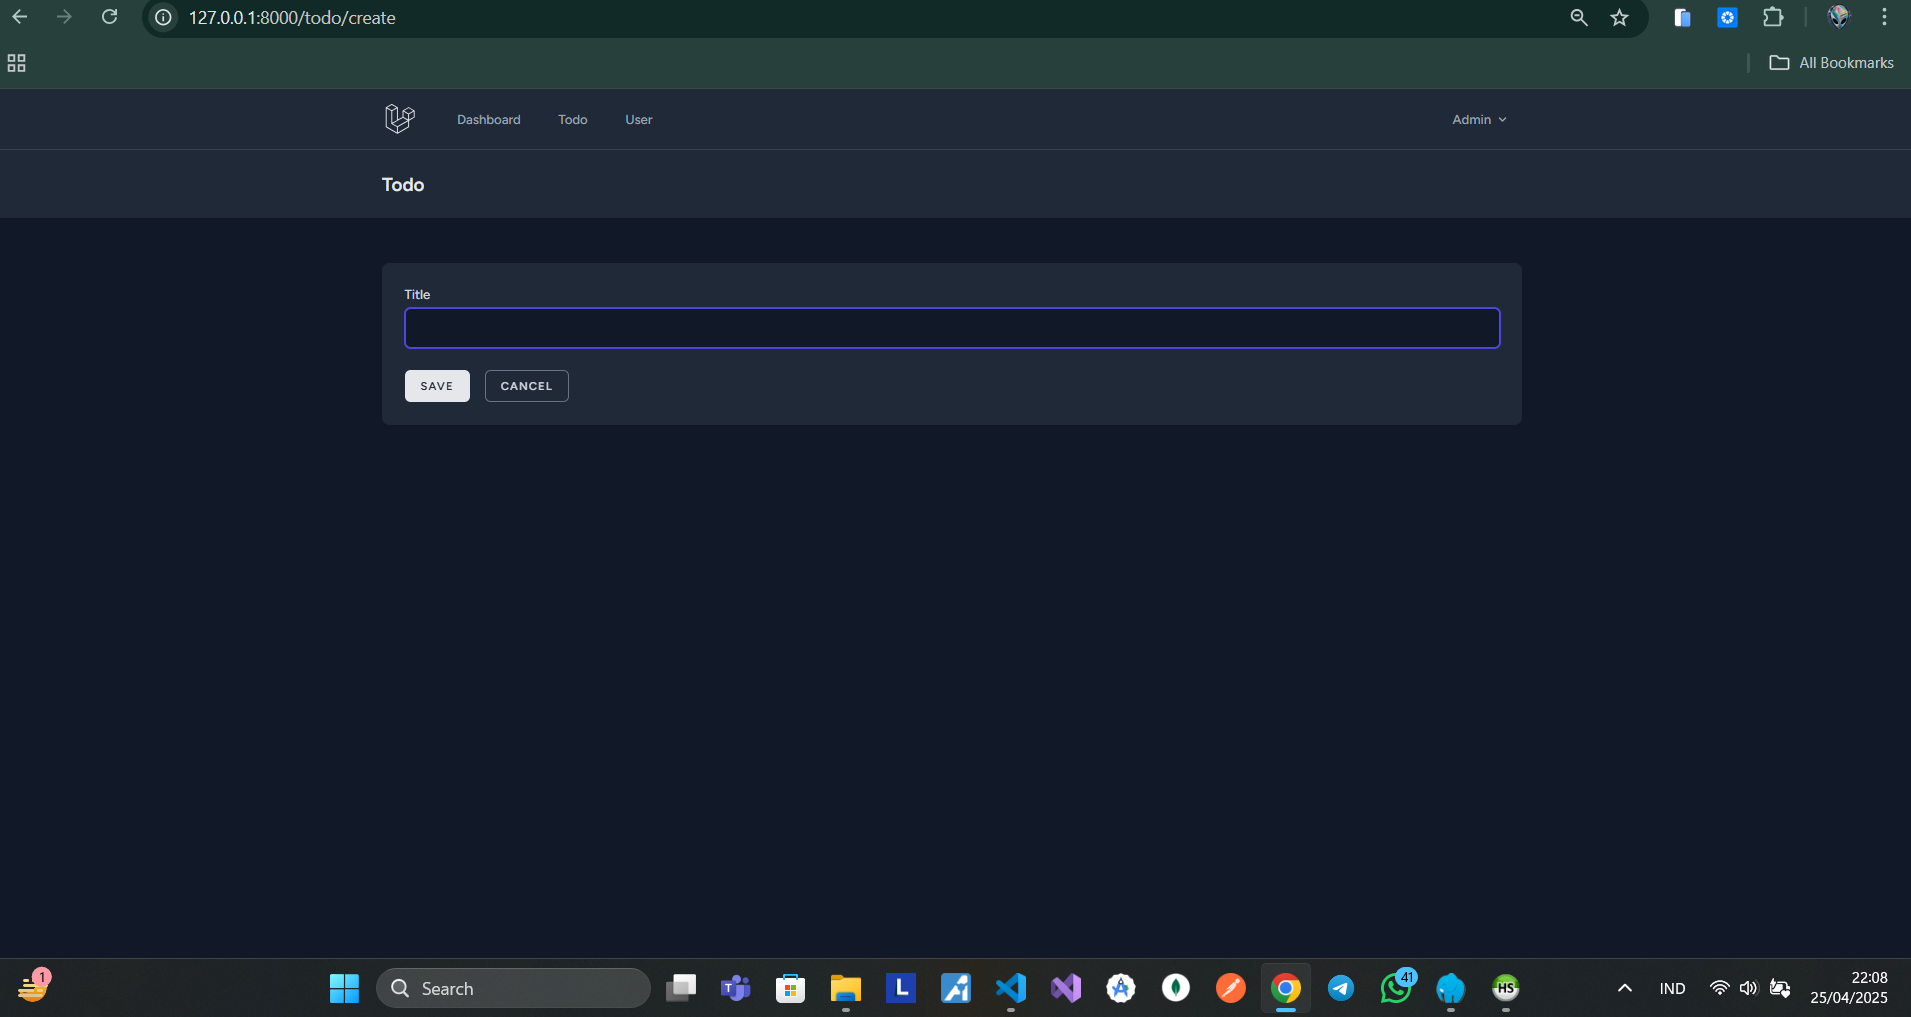 127.0.0.1:8000/todo/create
All Bookmarks
Dashboard Todo User Admin
Todo
Title
SAVE CANCEL
1
Search
T
L
41
HS
IND
22:08
25/04/2025